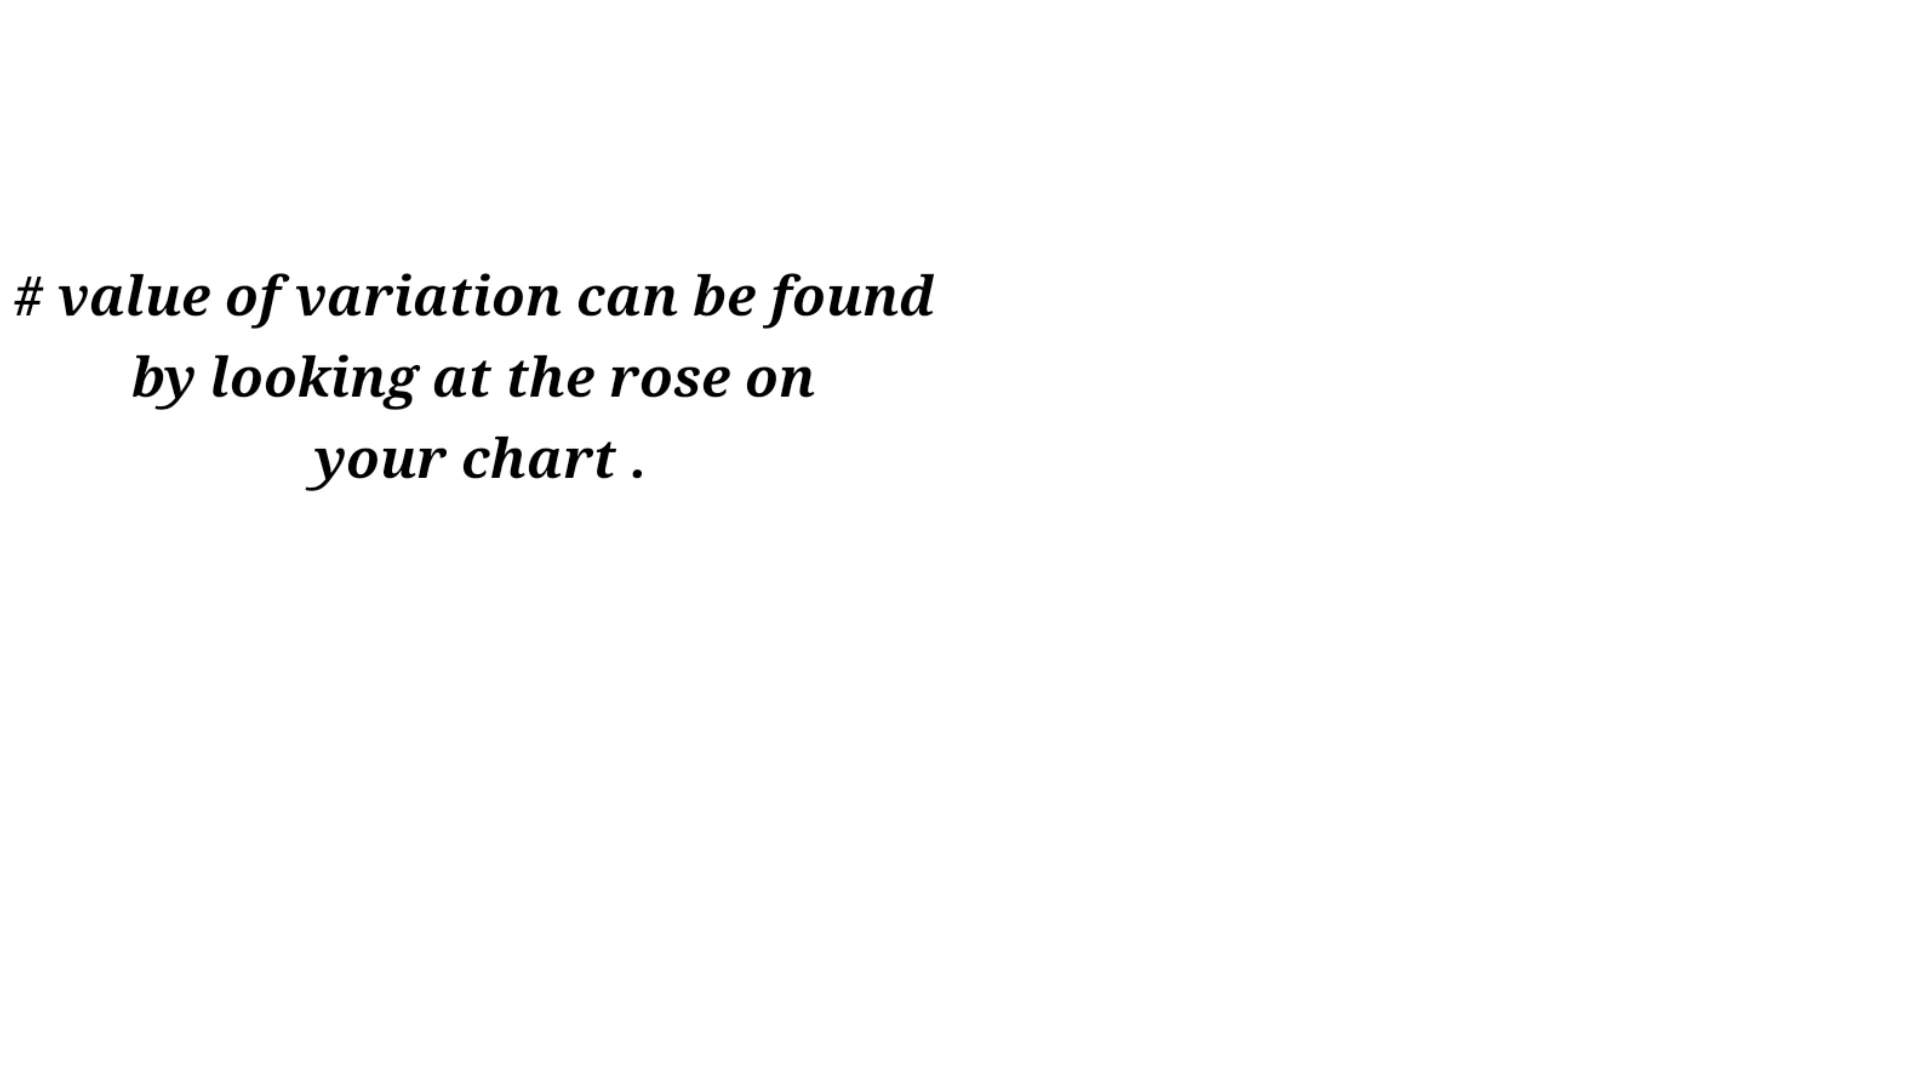 # value of variation can be found
by looking at the rose on
your chart .